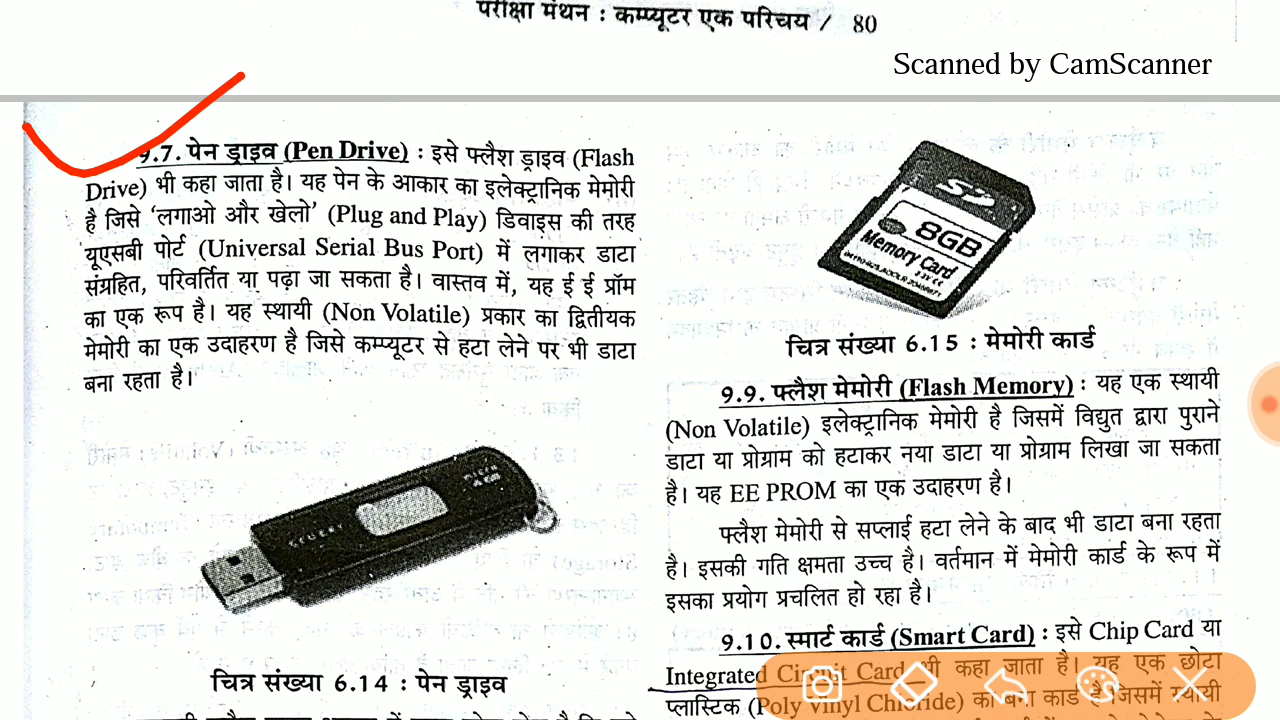 परीक्षा मंथन : कम्प्यूटर एक परिचय / 80
Scanned by CamScanner
9.7. पेन ड्राइव (Pen Drive) : इसे फ्लैश ड्राइव (Flash
Drive) भी कहा जाता है। यह पेन के आकार का इलेक्ट्रानिक मेमोरी
है जिसे ‘लगाओ और खेलो’ (Plug and Play) डिवाइस की तरह
यूएसबी पोर्ट (Universal Serial Bus Port) में लगाकर डाटा
संग्रहित, परिवर्तित या पढ़ा जा सकता है। वास्तव में, यह ई ई प्रॉम
का एक रूप है। यह स्थायी (Non Volatile) प्रकार का द्वितीयक
मेमोरी का एक उदाहरण है जिसे कम्प्यूटर से हटा लेने पर भी डाटा
बना रहता है।
चित्र संख्या 6.14 : पेन ड्राइव
8GB
Memory Card
चित्र संख्या 6.15 : मेमोरी कार्ड
9.9. फ्लैश मेमोरी (Flash Memory) : यह एक स्थायी
(Non Volatile) इलेक्ट्रानिक मेमोरी है जिसमें विद्युत द्वारा पुराने
डाटा या प्रोग्राम को हटाकर नया डाटा या प्रोग्राम लिखा जा सकता
है। यह EE PROM का एक उदाहरण है।
फ्लैश मेमोरी से सप्लाई हटा लेने के बाद भी डाटा बना रहता
है। इसकी गति क्षमता उच्च है। वर्तमान में मेमोरी कार्ड के रूप में
इसका प्रयोग प्रचलित हो रहा है।
9.10. स्मार्ट कार्ड (Smart Card) : इसे Chip Card या
Integrated Circuit Card भी कहा जाता है। यह एक छोटा
प्लास्टिक (Poly Vinyl Chloride) का बना कार्ड है जिसमें स्थायी